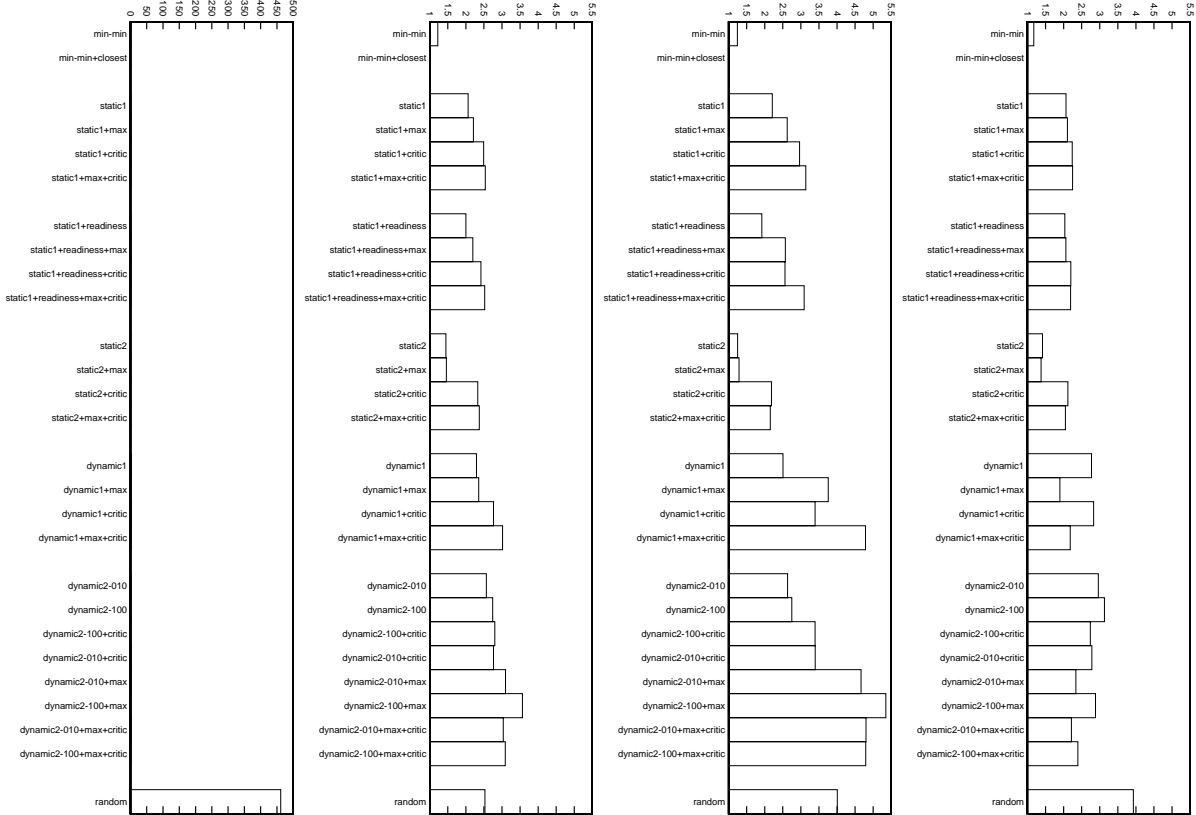 0 50 100 150 200 250 300 350 400 450 500
min-min
min-min+closest
static1
static1+max
static1+critic
static1+max+critic
static1+readiness
static1+readiness+max
static1+readiness+critic
static1+readiness+max+critic
static2
static2+max
static2+critic
static2+max+critic
dynamic1
dynamic1+max
dynamic1+critic
dynamic1+max+critic
dynamic2-010
dynamic2-100
dynamic2-100+critic
dynamic2-010+critic
dynamic2-010+max
dynamic2-100+max
dynamic2-010+max+critic
dynamic2-100+max+critic
random
1 1.5 2 2.5 3 3.5 4 4.5 5 5.5
min-min
min-min+closest
static1
static1+max
static1+critic
static1+max+critic
static1+readiness
static1+readiness+max
static1+readiness+critic
static1+readiness+max+critic
static2
static2+max
static2+critic
static2+max+critic
dynamic1
dynamic1+max
dynamic1+critic
dynamic1+max+critic
dynamic2-010
dynamic2-100
dynamic2-100+critic
dynamic2-010+critic
dynamic2-010+max
dynamic2-100+max
dynamic2-010+max+critic
dynamic2-100+max+critic
random
1 1.5 2 2.5 3 3.5 4 4.5 5 5.5
min-min
min-min+closest
static1
static1+max
static1+critic
static1+max+critic
static1+readiness
static1+readiness+max
static1+readiness+critic
static1+readiness+max+critic
static2
static2+max
static2+critic
static2+max+critic
dynamic1
dynamic1+max
dynamic1+critic
dynamic1+max+critic
dynamic2-010
dynamic2-100
dynamic2-100+critic
dynamic2-010+critic
dynamic2-010+max
dynamic2-100+max
dynamic2-010+max+critic
dynamic2-100+max+critic
random
1 1.5 2 2.5 3 3.5 4 4.5 5 5.5
min-min
min-min+closest
static1
static1+max
static1+critic
static1+max+critic
static1+readiness
static1+readiness+max
static1+readiness+critic
static1+readiness+max+critic
static2
static2+max
static2+critic
static2+max+critic
dynamic1
dynamic1+max
dynamic1+critic
dynamic1+max+critic
dynamic2-010
dynamic2-100
dynamic2-100+critic
dynamic2-010+critic
dynamic2-010+max
dynamic2-100+max
dynamic2-010+max+critic
dynamic2-100+max+critic
random